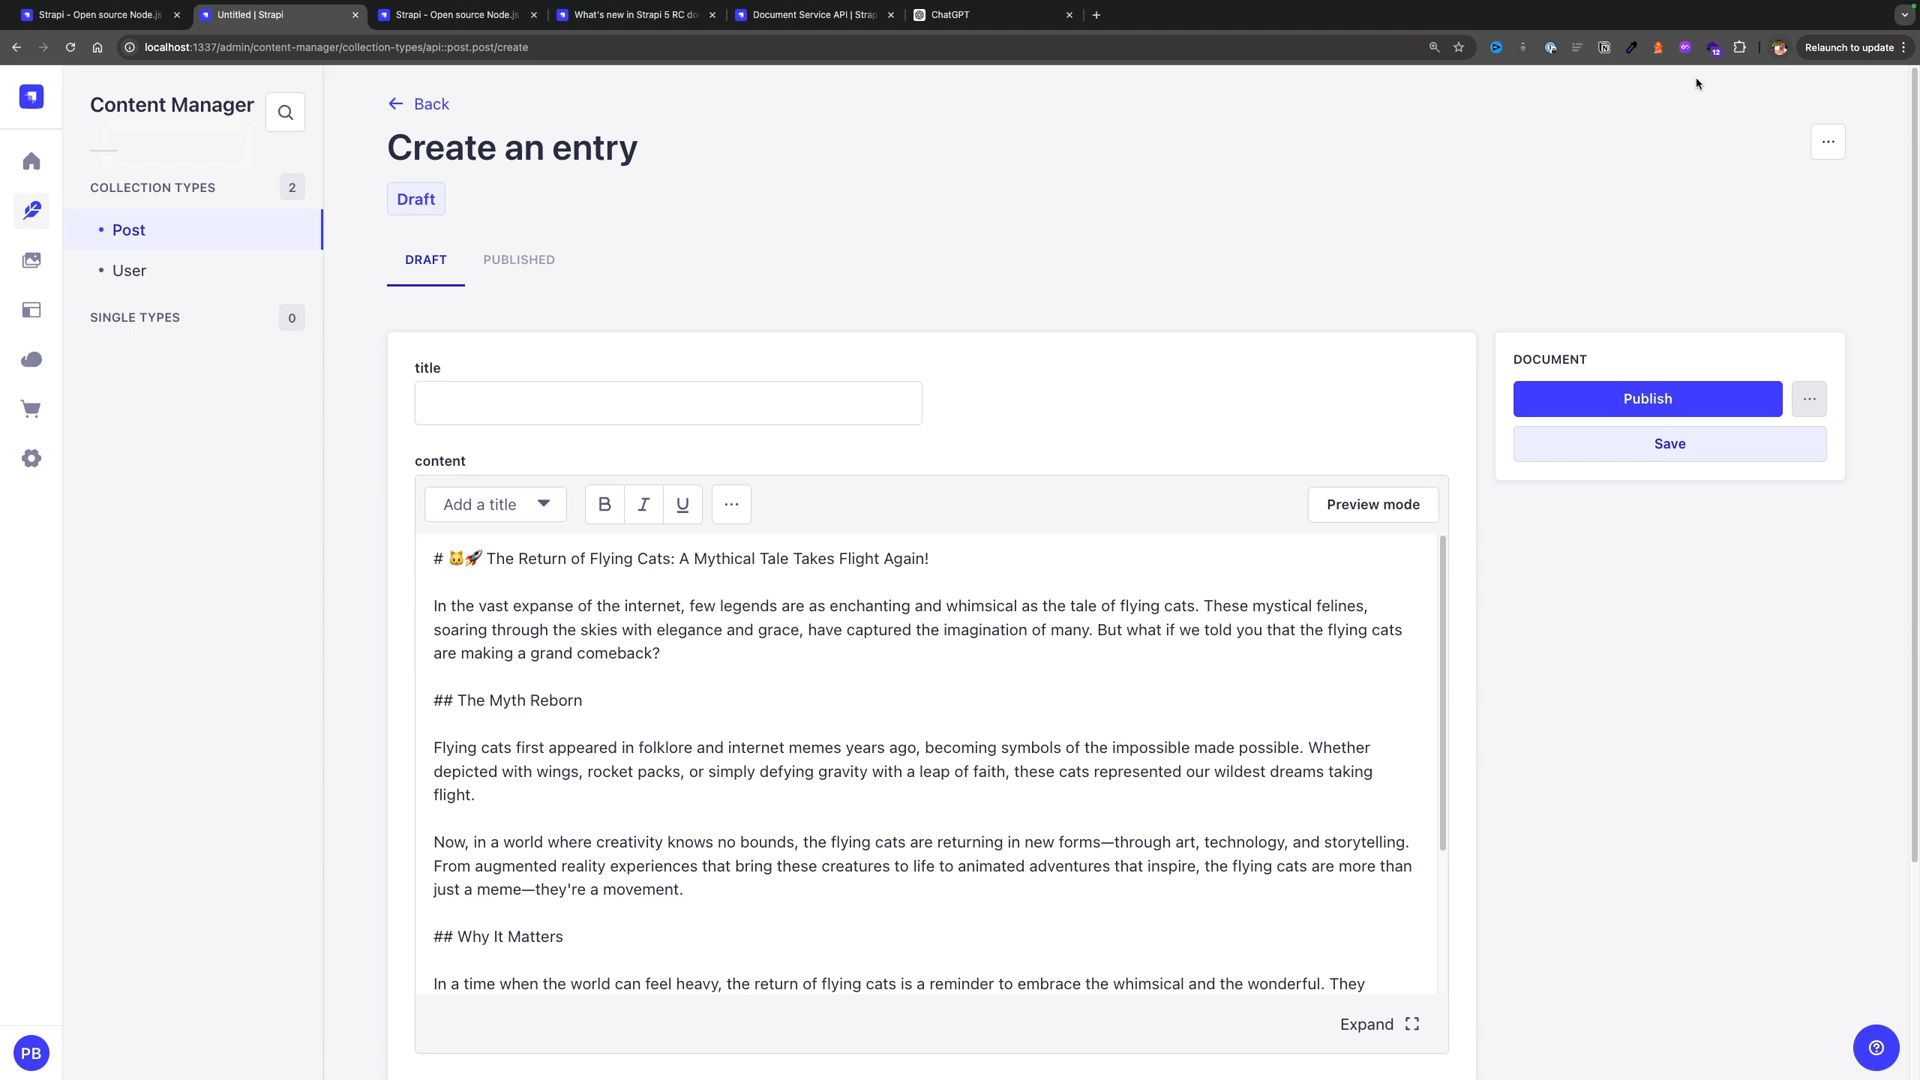 Strapi - Open source Node.js
Untitled | Strapi
Strapi - Open source Node.js
What's new in Strapi 5 RC do
Document Service API | Strap
ChatGPT
localhost:1337/admin/content-manager/collection-types/api::post.post/create
12
Relaunch to update
Content Manager
COLLECTION TYPES
2
Post
User
SINGLE TYPES
0
PB
Back
Create an entry
Draft
DRAFT
PUBLISHED
title
content
Add a title
B I U
Preview mode
# 🐱🚀 The Return of Flying Cats: A Mythical Tale Takes Flight Again!
In the vast expanse of the internet, few legends are as enchanting and whimsical as the tale of flying cats. These mystical felines,
soaring through the skies with elegance and grace, have captured the imagination of many. But what if we told you that the flying cats
are making a grand comeback?
## The Myth Reborn
Flying cats first appeared in folklore and internet memes years ago, becoming symbols of the impossible made possible. Whether
depicted with wings, rocket packs, or simply defying gravity with a leap of faith, these cats represented our wildest dreams taking
flight.
Now, in a world where creativity knows no bounds, the flying cats are returning in new forms—through art, technology, and storytelling.
From augmented reality experiences that bring these creatures to life to animated adventures that inspire, the flying cats are more than
just a meme—they're a movement.
## Why It Matters
In a time when the world can feel heavy, the return of flying cats is a reminder to embrace the whimsical and the wonderful. They
Expand
DOCUMENT
Publish
Save